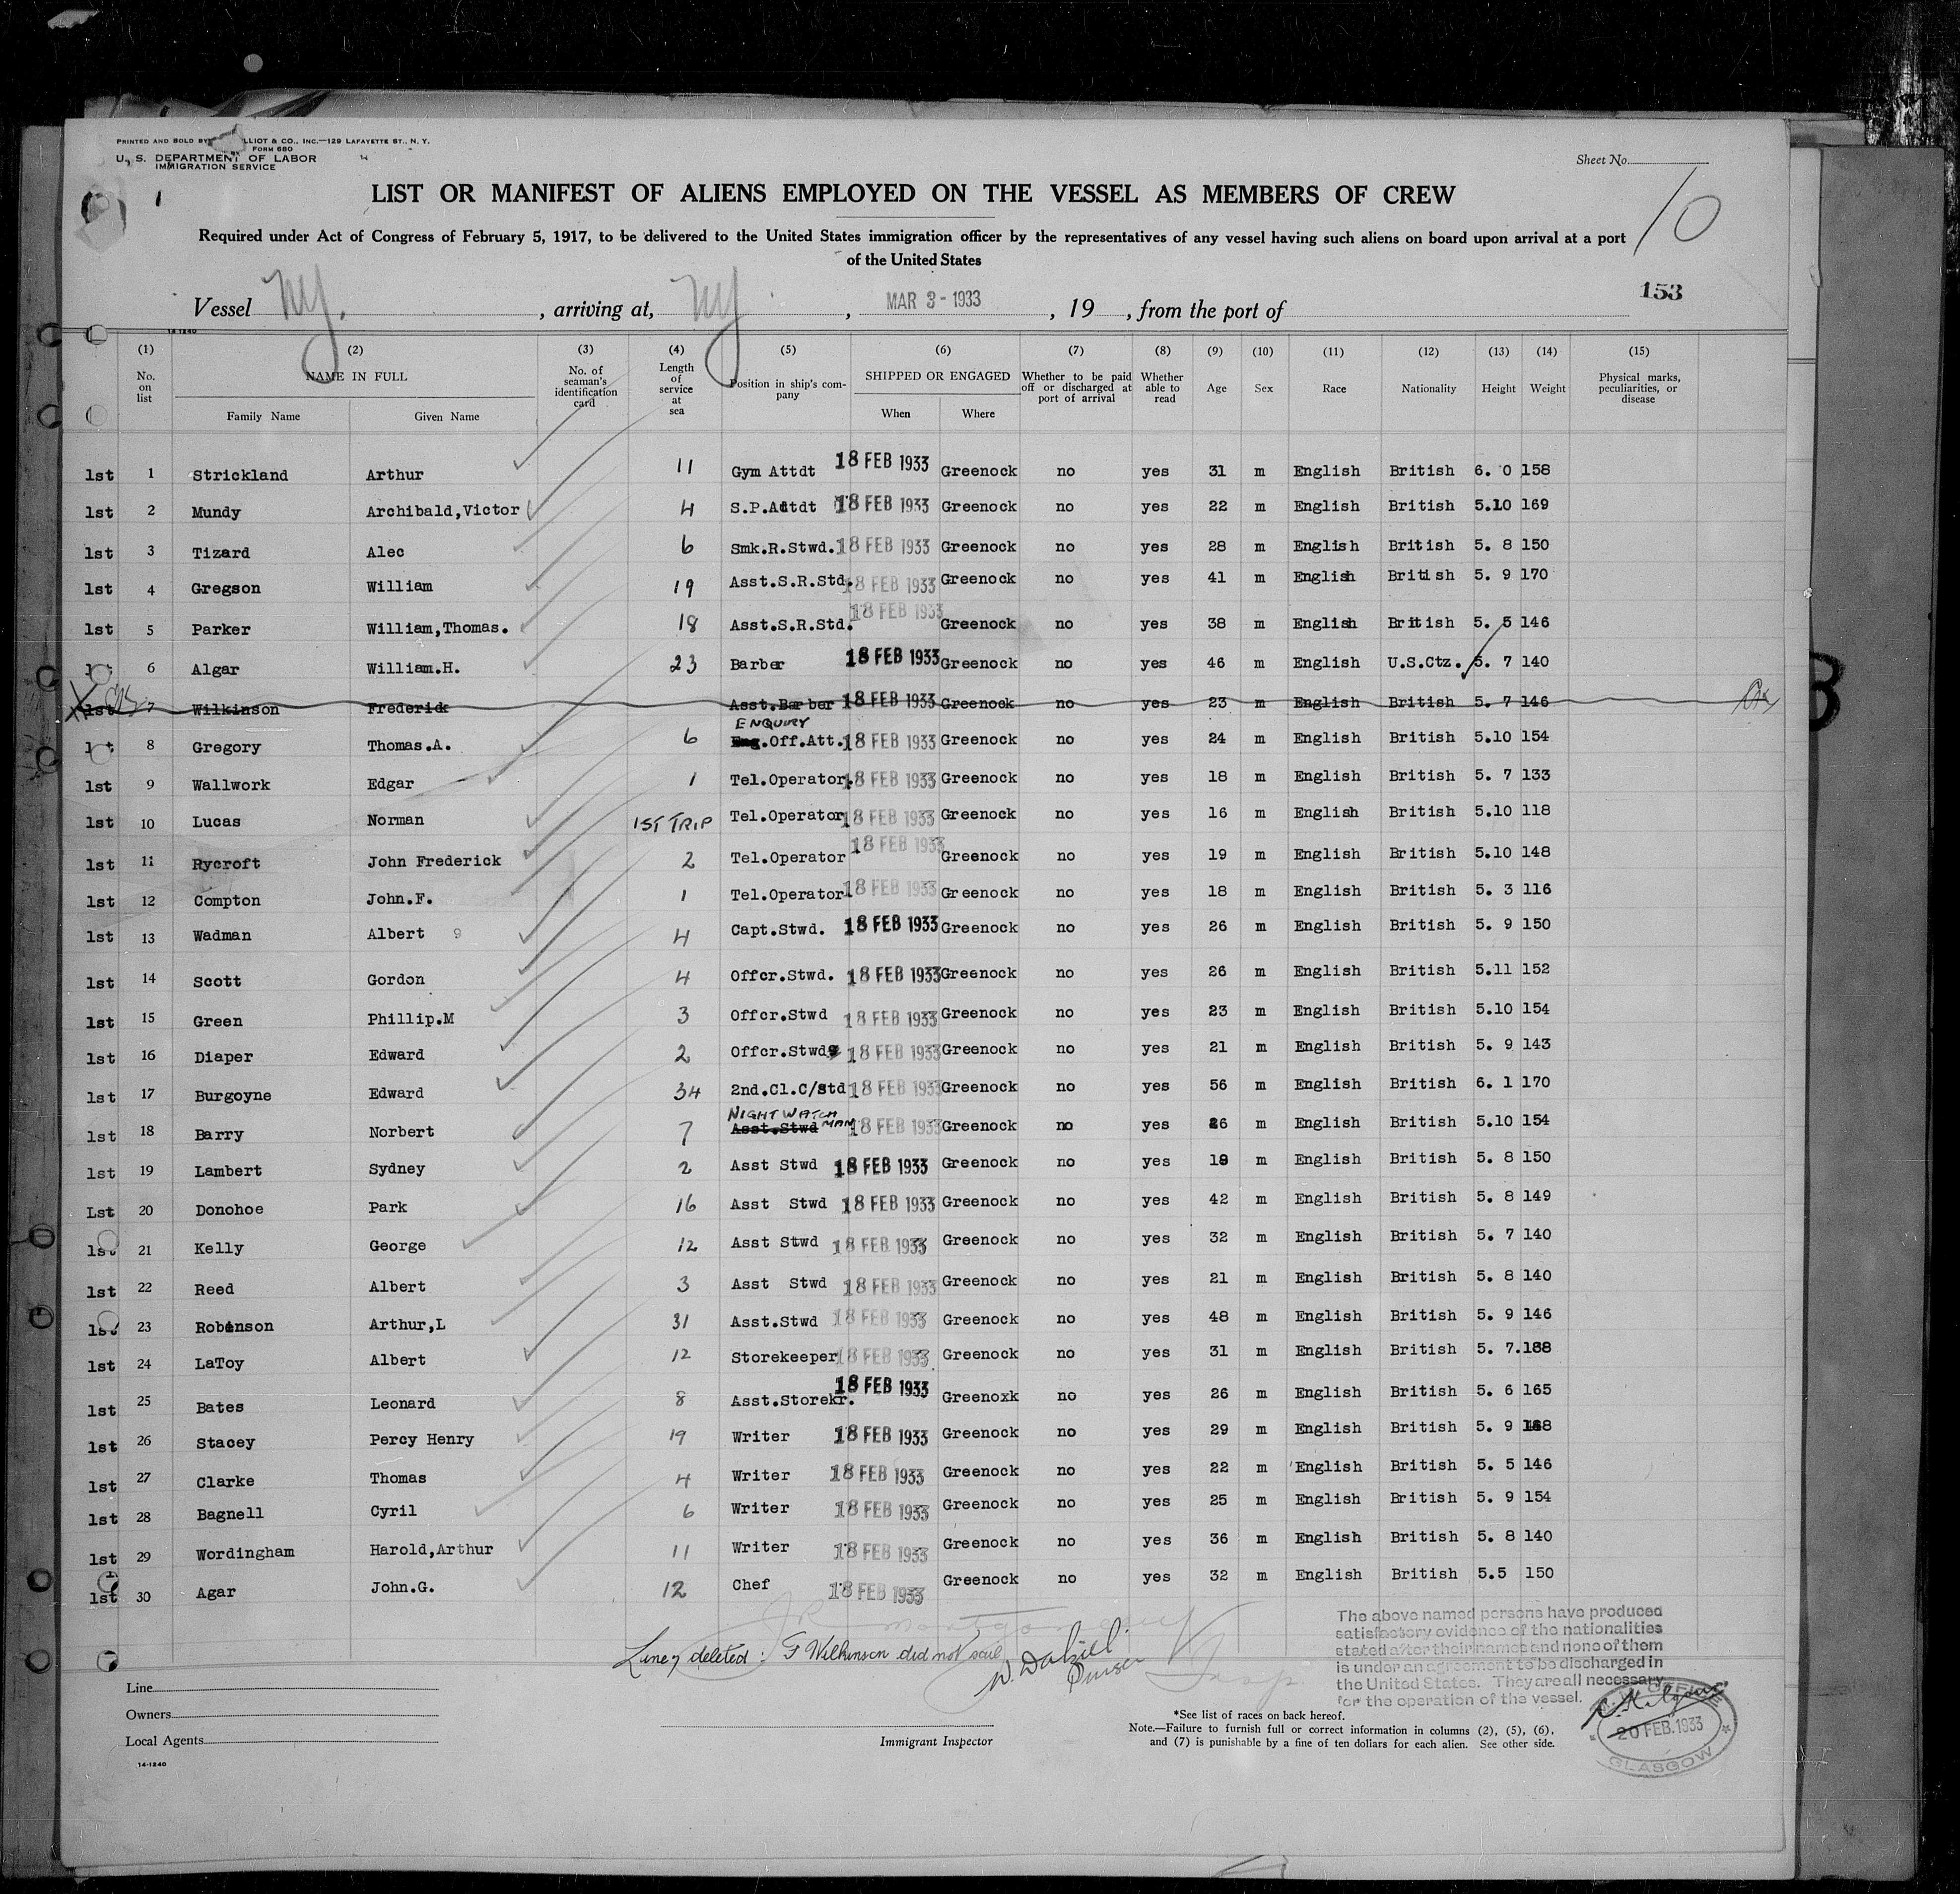 PRINTED AND SOLD BY LLIOT & CO., INC.—129 LAFAYETTE ST., N. Y.
FORM 680
U. S. DEPARTMENT OF LABOR
IMMIGRATION SERVICE
Sheet No.
1
10
LIST OR MANIFEST OF ALIENS EMPLOYED ON THE VESSEL AS MEMBERS OF CREW
Required under Act of Congress of February 5, 1917, to be delivered to the United States immigration officer by the representatives of any vessel having such aliens on board upon arrival at a port
of the United States
153
Vessel NY. , arriving at, NY , MAR 3 - 1933 , 19 , from the port of
14-1240
(1) (2) (3) (4) (5) (6) (7) (8) (9) (10) (11) (12) (13) (14) (15)
No. on list NAME IN FULL Family Name Given Name No. of seaman's identification card Length of service at sea Position in ship's company SHIPPED OR ENGAGED When Where Whether to be paid off or discharged at port of arrival Whether able to read Age Sex Race Nationality Height Weight Physical marks, peculiarities, or disease
1st 1 Strickland Arthur 11 Gym Attdt 18 FEB 1933 Greenock no yes 31 m English British 6. 0 158
1st 2 Mundy Archibald,Victor 4 S.P.Attdt 18 FEB 1933 Greenock no yes 22 m English British 5.10 169
1st 3 Tizard Alec 6 Smk.R.Stwd. 18 FEB 1933 Greenock no yes 28 m English British 5. 8 150
1st 4 Gregson William 19 Asst.S.R.Std. 18 FEB 1933 Greenock no yes 41 m English British 5. 9 170
1st 5 Parker William,Thomas. 18 Asst.S.R.Std. 18 FEB 1933 Greenock no yes 38 m English British 5. 5 146
1st 6 Algar William.H. 23 Barber 18 FEB 1933 Greenock no yes 46 m English U.S.Ctz. 5. 7 140
1st 7 Wilkinson Frederick Asst.Barber 18 FEB 1933 Greenock no yes 23 m English British 5. 7 146
ENQUIRY
1st 8 Gregory Thomas.A. 6 Enq.Off.Att. 18 FEB 1933 Greenock no yes 24 m English British 5.10 154
1st 9 Wallwork Edgar 1 Tel.Operator. 18 FEB 1933 Greenock no yes 18 m English British 5. 7 133
1st 10 Lucas Norman 1ST TRIP Tel.Operator 18 FEB 1933 Greenock no yes 16 m English British 5.10 118
1st 11 Rycroft John Frederick 2 Tel.Operator 18 FEB 1933 Greenock no yes 19 m English British 5.10 148
1st 12 Compton John.F. 1 Tel.Operator 18 FEB 1933 Greenock no yes 18 m English British 5. 3 116
1st 13 Wadman Albert 9 4 Capt.Stwd. 18 FEB 1933 Greenock no yes 26 m English British 5. 9 150
1st 14 Scott Gordon 4 Offcr.Stwd. 18 FEB 1933 Greenock no yes 26 m English British 5.11 152
1st 15 Green Phillip.M 3 Offcr.Stwd 18 FEB 1933 Greenock no yes 23 m English British 5.10 154
1st 16 Diaper Edward 2 Offcr.Stwd 18 FEB 1933 Greenock no yes 21 m English British 5. 9 143
1st 17 Burgoyne Edward 34 2nd.Cl.C/std 18 FEB 1933 Greenock no yes 56 m English British 6. 1 170
NIGHT WATCH MAN
1st 18 Barry Norbert 7 Asst.Stwd 18 FEB 1933 Greenock no yes 26 m English British 5.10 154
1st 19 Lambert Sydney 2 Asst Stwd 18 FEB 1933 Greenock no yes 18 m English British 5. 8 150
Lst 20 Donohoe Park 16 Asst Stwd 18 FEB 1933 Greenock no yes 42 m English British 5. 8 149
1st 21 Kelly George 12 Asst Stwd 18 FEB 1933 Greenock no yes 32 m English British 5. 7 140
1st 22 Reed Albert 3 Asst Stwd 18 FEB 1933 Greenock no yes 21 m English British 5. 8 140
1st 23 Robinson Arthur,L 31 Asst.Stwd 18 FEB 1933 Greenock no yes 48 m English British 5. 9 146
1st 24 LaToy Albert 12 Storekeeper 18 FEB 1933 Greenock no yes 31 m English British 5. 7.188
1st 25 Bates Leonard 8 Asst.Storekr. 18 FEB 1933 Greenoxk no yes 26 m English British 5. 6 165
1st 26 Stacey Percy Henry 19 Writer 18 FEB 1933 Greenock no yes 29 m English British 5. 9
1st 27 Clarke Thomas 4 Writer 18 FEB 1933 Greenock no yes 22 m English British 5. 5 146
1st 28 Bagnell Cyril 6 Writer 18 FEB 1933 Greenock no yes 25 m English British 5. 9 154
1st 29 Wordingham Harold,Arthur 11 Writer 18 FEB 1933 Greenock no yes 36 m English British 5. 8 140
1st 30 Agar John.G. 12 Chef 18 FEB 1933 Greenock no yes 32 m English British 5.5 150
Line 7 deleted: F Wilkinson did not sail
W. Dalziel.
Purser
The above named persons have produced
satisfactory evidence of the nationalities
stated after their names and none of them
is under an agreement to be discharged in
the United States. They are all necessary
for the operation of the vessel.
Line
Owners
Local Agents
14-1240
Immigrant Inspector
*See list of races on back hereof.
Note.—Failure to furnish full or correct information in columns (2), (5), (6),
and (7) is punishable by a fine of ten dollars for each alien. See other side.
OFFICE
20 FEB. 1933
GLASGOW